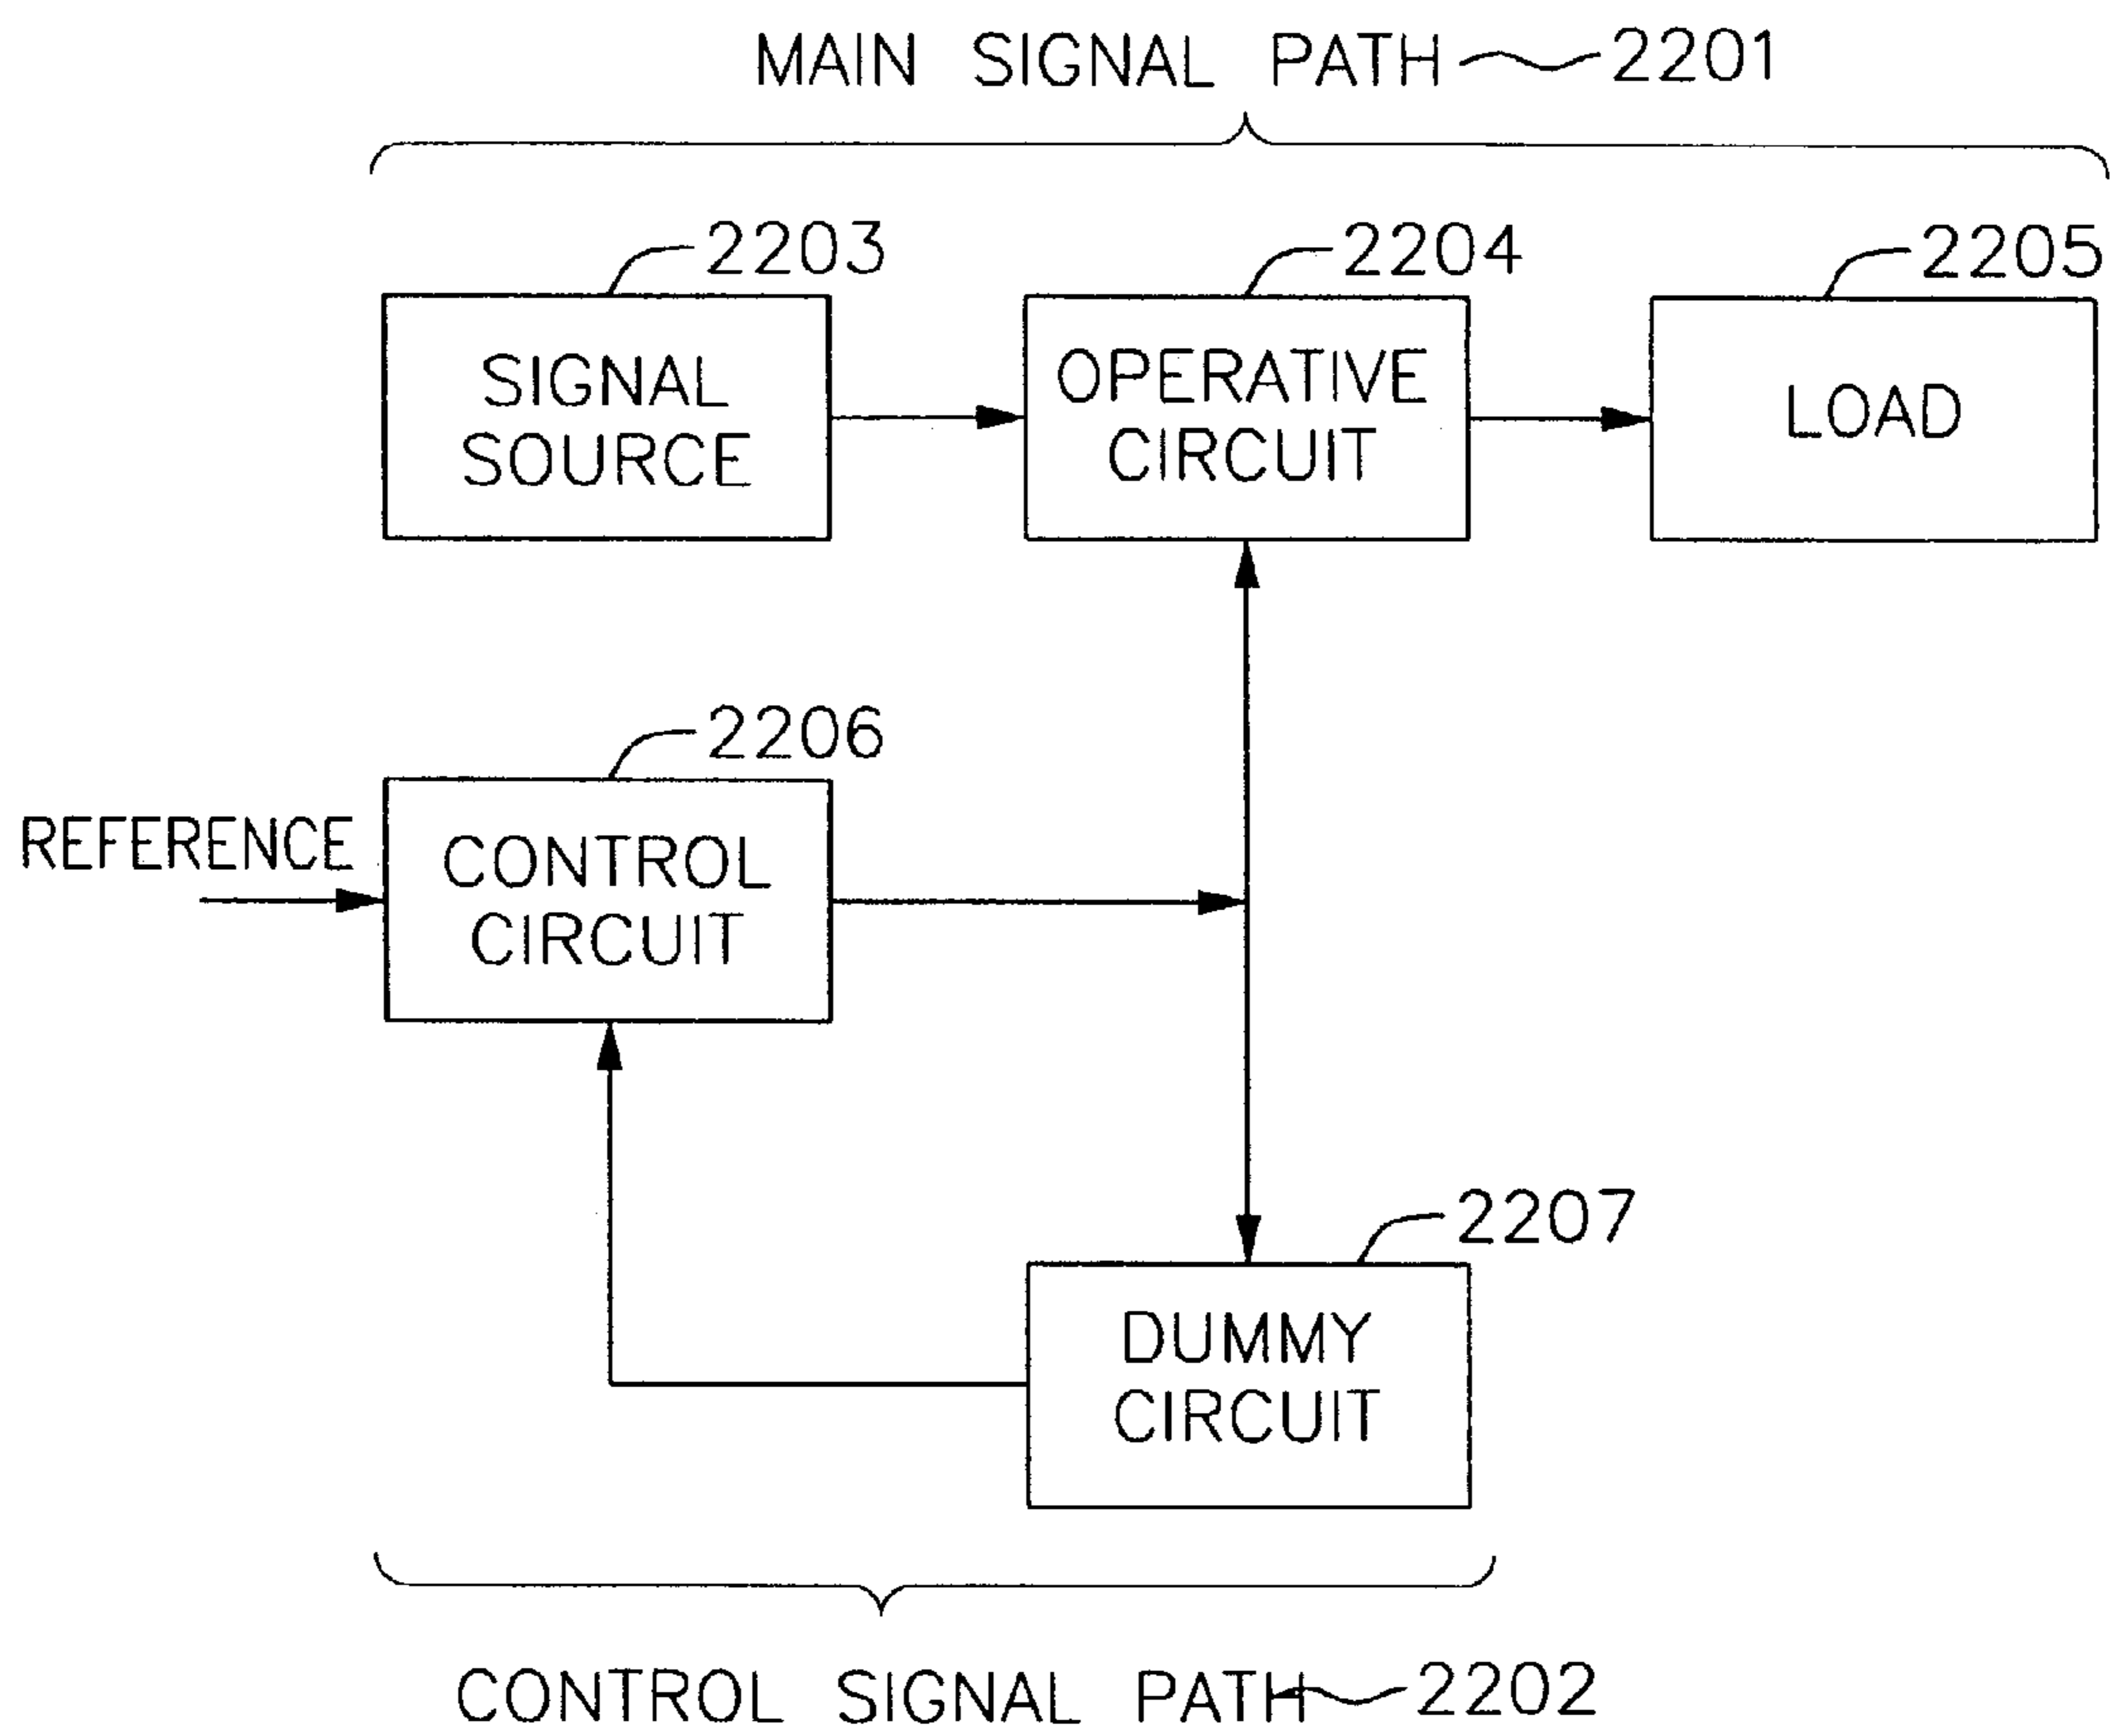 MAIN SIGNAL PATH 2201
2203
2204
2205
SIGNAL
SOURCE
OPERATIVE
CIRCUIT
LOAD
2206
REFERENCE
CONTROL
CIRCUIT
2207
DUMMY
CIRCUIT
CONTROL SIGNAL PATH 2202